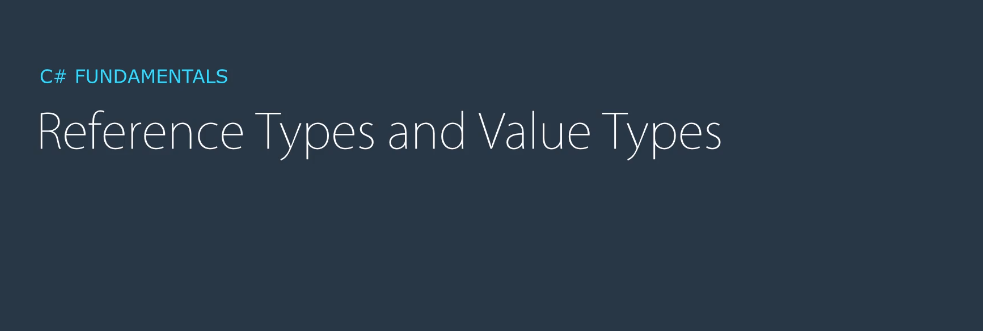 C# FUNDAMENTALS
Reference Types and Value Types